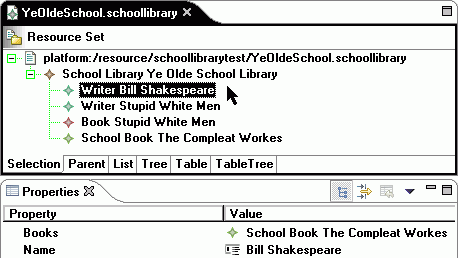 YeOldeSchool.schoollibrary
Resource Set
platform:/resource/schoollibrarytest/YeOldeSchool.schoollibrary
School Library Ye Olde School Library
Writer Bill Shakespeare
Writer Stupid White Men
Book Stupid White Men
School Book The Compleat Workes
Selection Parent List Tree Table TableTree
Properties
Property Value
Books School Book The Compleat Workes
Name Bill Shakespeare